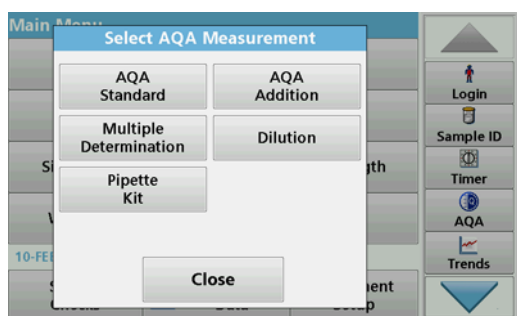 Main Menu
Select AQA Measurement
AQA
Standard
AQA
Addition
Multiple
Determination
Dilution
Pipette
Kit
Close
10-FE
Login
Sample ID
Timer
AQA
Trends